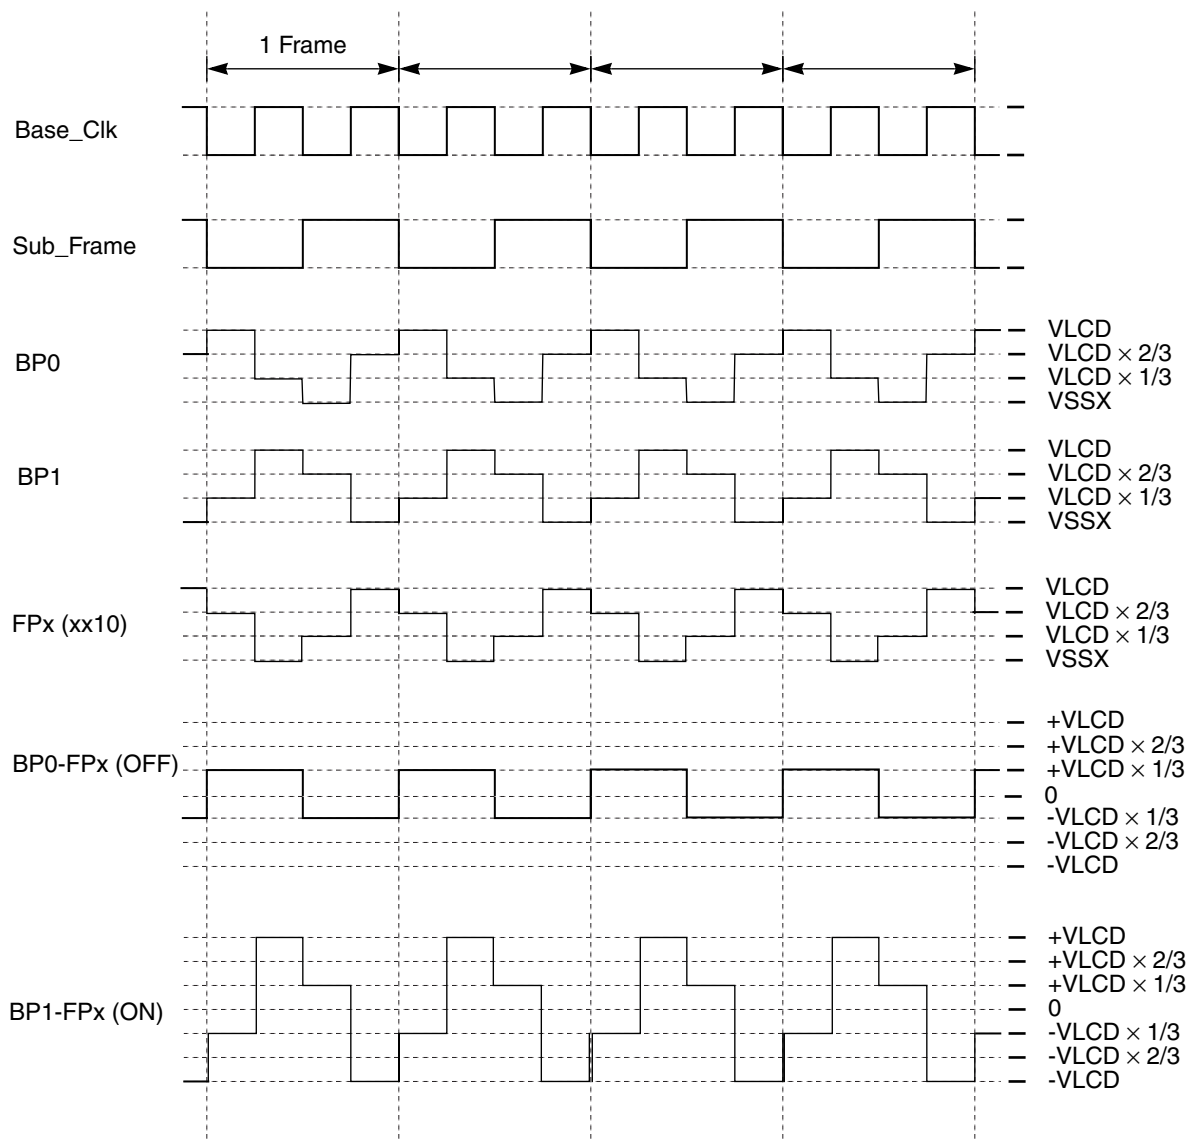 1 Frame
Base_Clk
Sub_Frame
BP0
VLCD
VLCD × 2/3
VLCD × 1/3
VSSX
BP1
VLCD
VLCD × 2/3
VLCD × 1/3
VSSX
FPx (xx10)
VLCD
VLCD × 2/3
VLCD × 1/3
VSSX
BP0-FPx (OFF)
+VLCD
+VLCD × 2/3
+VLCD × 1/3
0
-VLCD × 1/3
-VLCD × 2/3
-VLCD
BP1-FPx (ON)
+VLCD
+VLCD × 2/3
+VLCD × 1/3
0
-VLCD × 1/3
-VLCD × 2/3
-VLCD